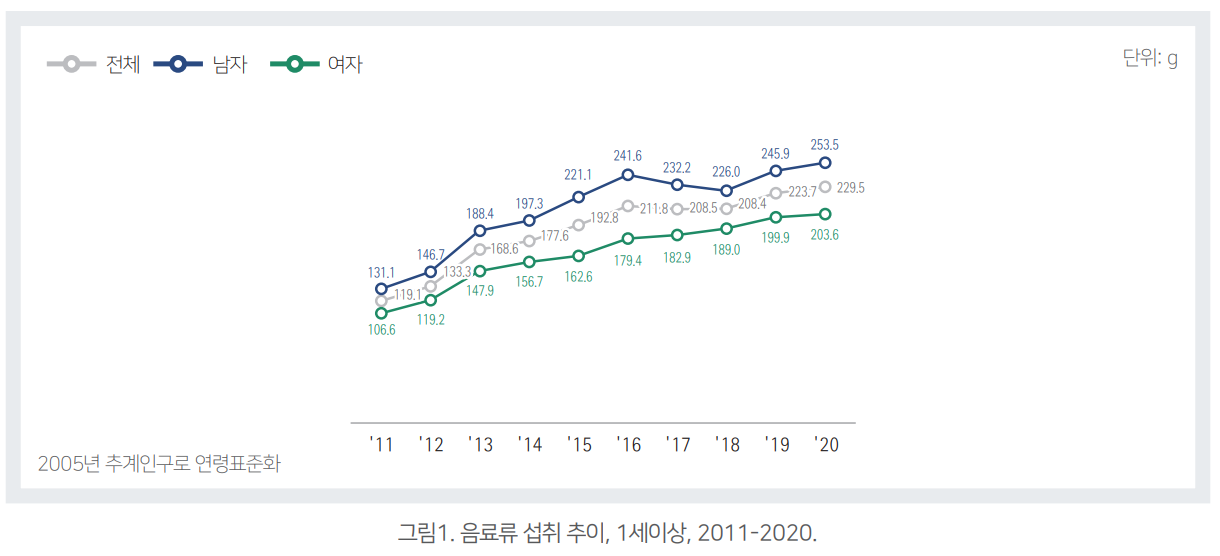 전체 남자 여자 단위: g
131.1 146.7 188.4 197.3 221.1 241.6 232.2 226.0 245.9 253.5
119.1 133.3 168.6 177.6 192.8 211.8 208.5 208.4 223.7 229.5
106.6 119.2 147.9 156.7 162.6 179.4 182.9 189.0 199.9 203.6
'11 '12 '13 '14 '15 '16 '17 '18 '19 '20
2005년 추계인구로 연령표준화
그림1. 음료류 섭취 추이, 1세이상, 2011-2020.